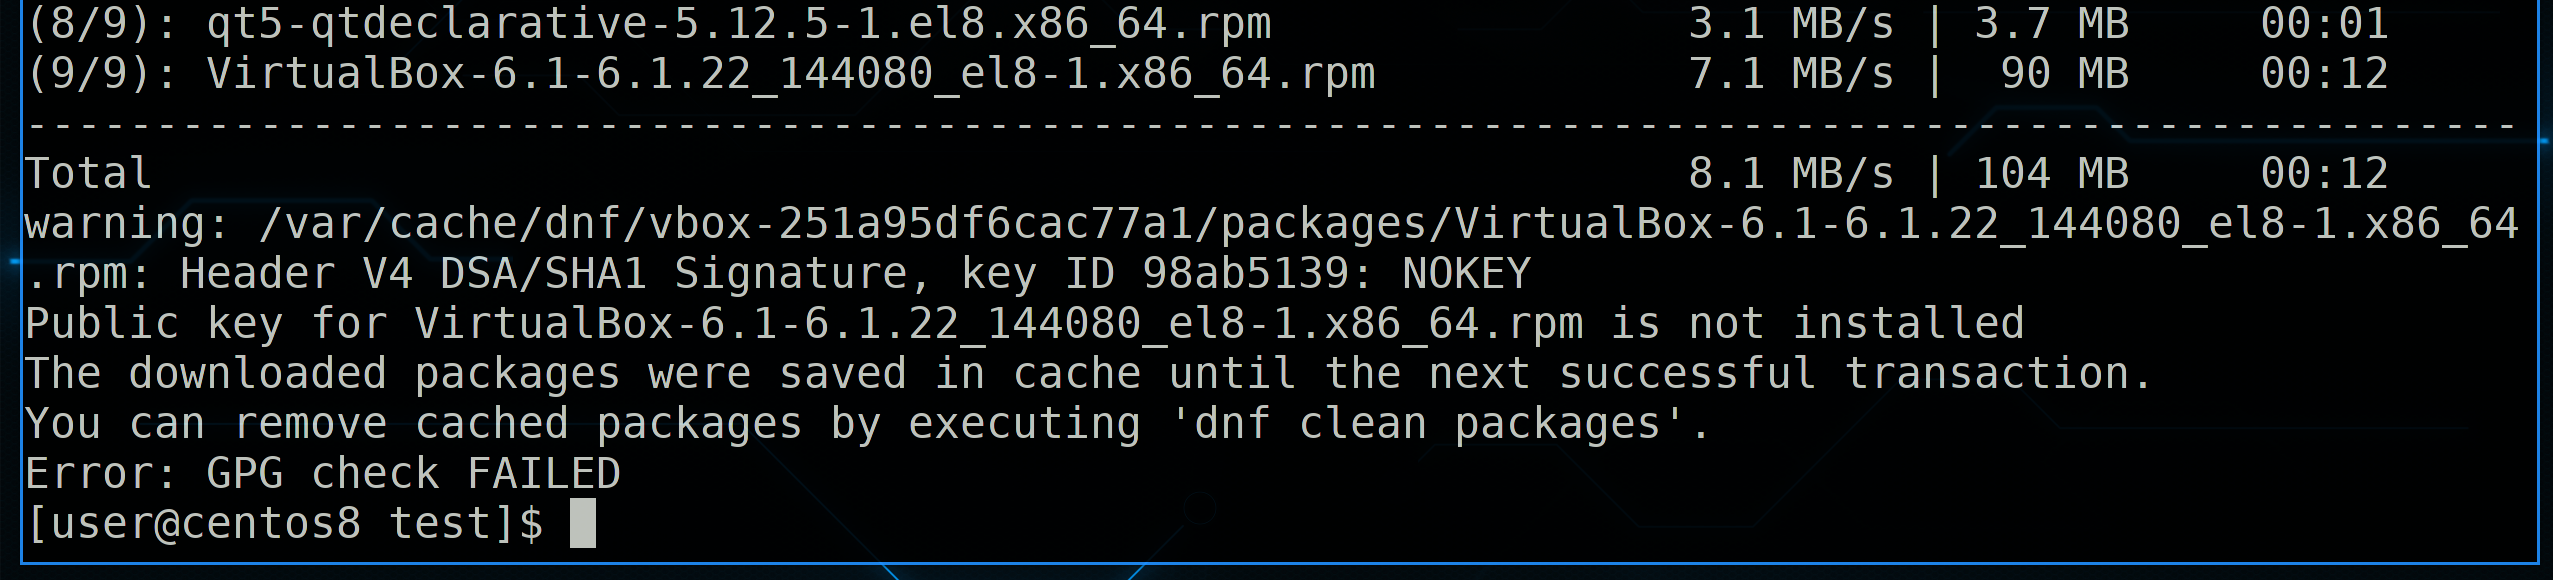 (8/9): qt5-qtdeclarative-5.12.5-1.el8.x86_64.rpm                3.1 MB/s | 3.7 MB     00:01
(9/9): VirtualBox-6.1-6.1.22_144080_el8-1.x86_64.rpm            7.1 MB/s |  90 MB     00:12
------------------------------------------------------------------------------------------------
Total                                                           8.1 MB/s | 104 MB     00:12
warning: /var/cache/dnf/vbox-251a95df6cac77a1/packages/VirtualBox-6.1-6.1.22_144080_el8-1.x86_64
.rpm: Header V4 DSA/SHA1 Signature, key ID 98ab5139: NOKEY
Public key for VirtualBox-6.1-6.1.22_144080_el8-1.x86_64.rpm is not installed
The downloaded packages were saved in cache until the next successful transaction.
You can remove cached packages by executing 'dnf clean packages'.
Error: GPG check FAILED
[user@centos8 test]$